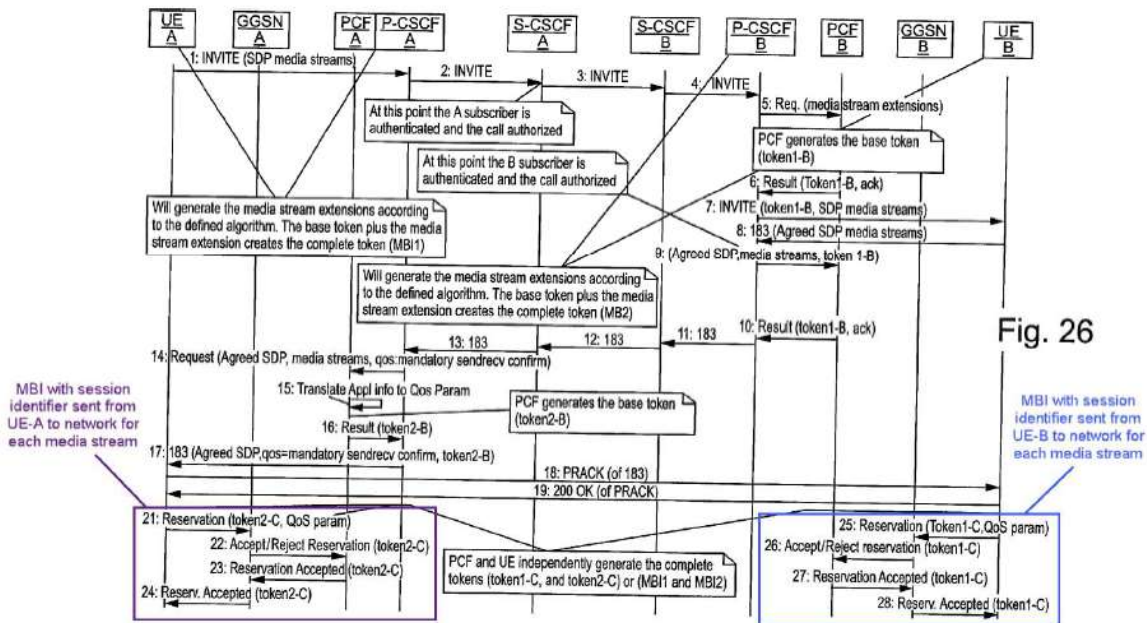 UE
A
GGSN
A
PCF
A
P-CSCF
A
S-CSCF
A
S-CSCF
B
P-CSCF
B
PCF
B
GGSN
B
UE
B
1: INVITE (SDP media streams)
2: INVITE
3: INVITE
4: INVITE
At this point the A subscriber is
authenticated and the call authorized
5: Req. (media stream extensions)
PCF generates the base token
(token1-B)
At this point the B subscriber is
authenticated and the call authorized
6: Result (Token1-B, ack)
7: INVITE (token1-B, SDP media streams)
8: 183 (Agreed SDP media streams)
Will generate the media stream extensions according
to the defined algorithm. The base token plus the media
stream extension creates the complete token (MBI1)
9: (Agreed SDP,media streams, token 1-B)
Will generate the media stream extensions according
to the defined algorithm. The base token plus the media
stream extension creates the complete token (MB2)
10: Result (token1-B, ack)
Fig. 26
13: 183
12: 183
11: 183
14: Request (Agreed SDP, media streams, qos=mandatory sendrecv confirm)
MBI with session
identifier sent from
UE-A to network for
each media stream
15: Translate Appl info to Qos Param
PCF generates the base token
(token2-B)
16: Result (token2-B)
MBI with session
identifier sent from
UE-B to network for
each media stream
17: 183 (Agreed SDP,qos=mandatory sendrecv confirm, token2-B)
18: PRACK (of 183)
19: 200 OK (of PRACK)
21: Reservation (token2-C, QoS param)
22: Accept/Reject Reservation (token2-C)
23: Reservation Accepted (token2-C)
24: Reserv. Accepted (token2-C)
PCF and UE independently generate the complete
tokens (token1-C, and token2-C) or (MBI1 and MBI2)
25: Reservation (Token1-C,QoS param)
26: Accept/Reject reservation (token1-C)
27: Reservation Accepted (token1-C)
28: Reserv. Accepted (token1-C)